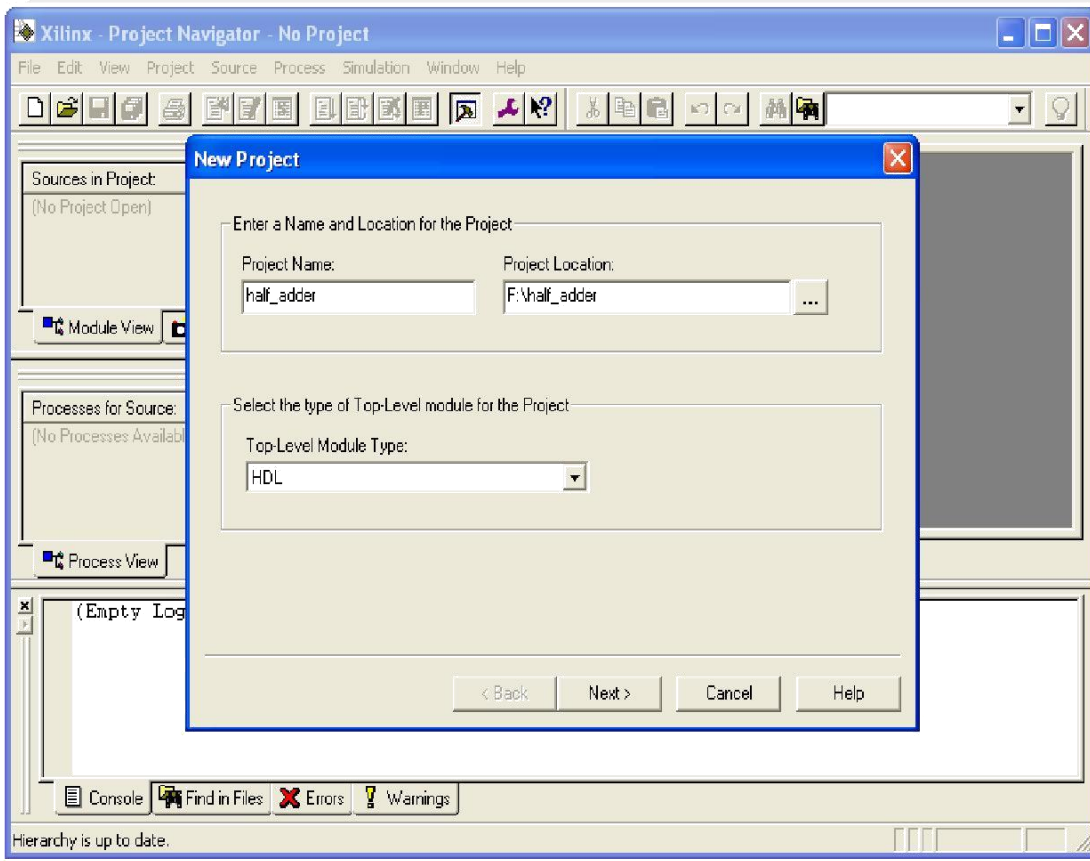 Xilinx - Project Navigator - No Project
File Edit View Project Source Process Simulation Window Help
New Project
Sources in Project:
(No Project Open)
Module View
Enter a Name and Location for the Project
Project Name:
Project Location:
half_adder
F:\half_adder
...
Processes for Source:
(No Processes Availabl
Process View
Select the type of Top-Level module for the Project
Top-Level Module Type:
HDL
(Empty Log
< Back
Next >
Cancel
Help
Console
Find in Files
Errors
Warnings
Hierarchy is up to date.